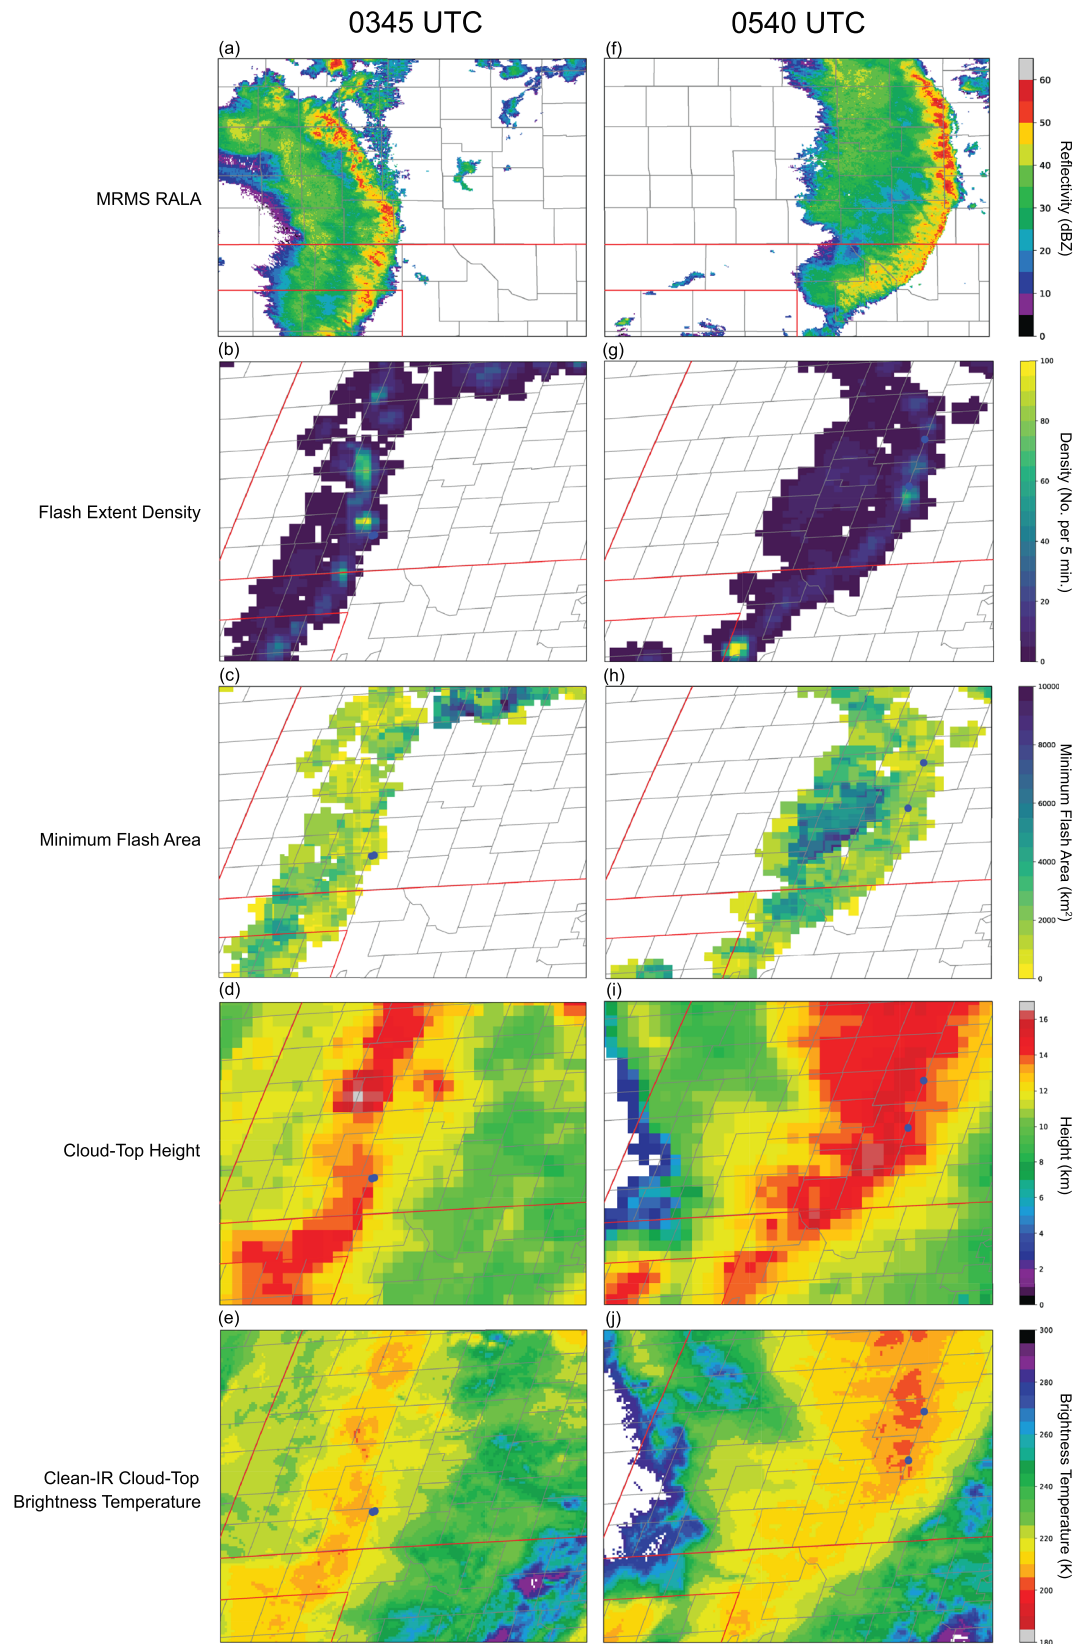 0345 UTC
0540 UTC
(a)
(f)
MRMS RALA
60
50
40
30
20
10
0
Reflectivity (dBZ)
(b)
(g)
Flash Extent Density
100
80
60
40
20
0
Density (No. per 5 min.)
(c)
(h)
Minimum Flash Area
10000
8000
6000
4000
2000
0
Minimum Flash Area (km²)
(d)
(i)
Cloud-Top Height
16
14
12
10
8
6
4
2
0
Height (km)
(e)
(j)
Clean-IR Cloud-Top
Brightness Temperature
300
280
260
240
220
200
180
Brightness Temperature (K)